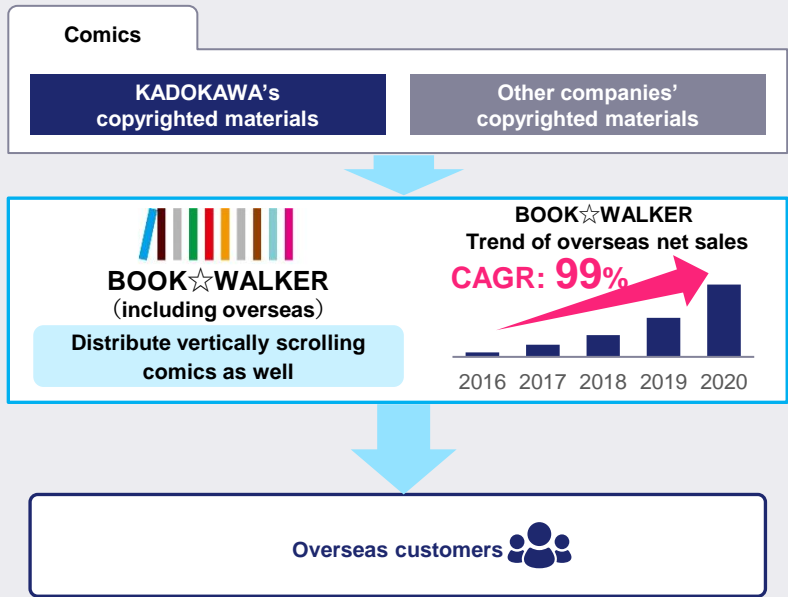 Comics
KADOKAWA's
copyrighted materials
Other companies'
copyrighted materials
BOOK☆WALKER
（including overseas）
Distribute vertically scrolling
comics as well
BOOK☆WALKER
Trend of overseas net sales
CAGR: 99%
2016 2017 2018 2019 2020
Overseas customers